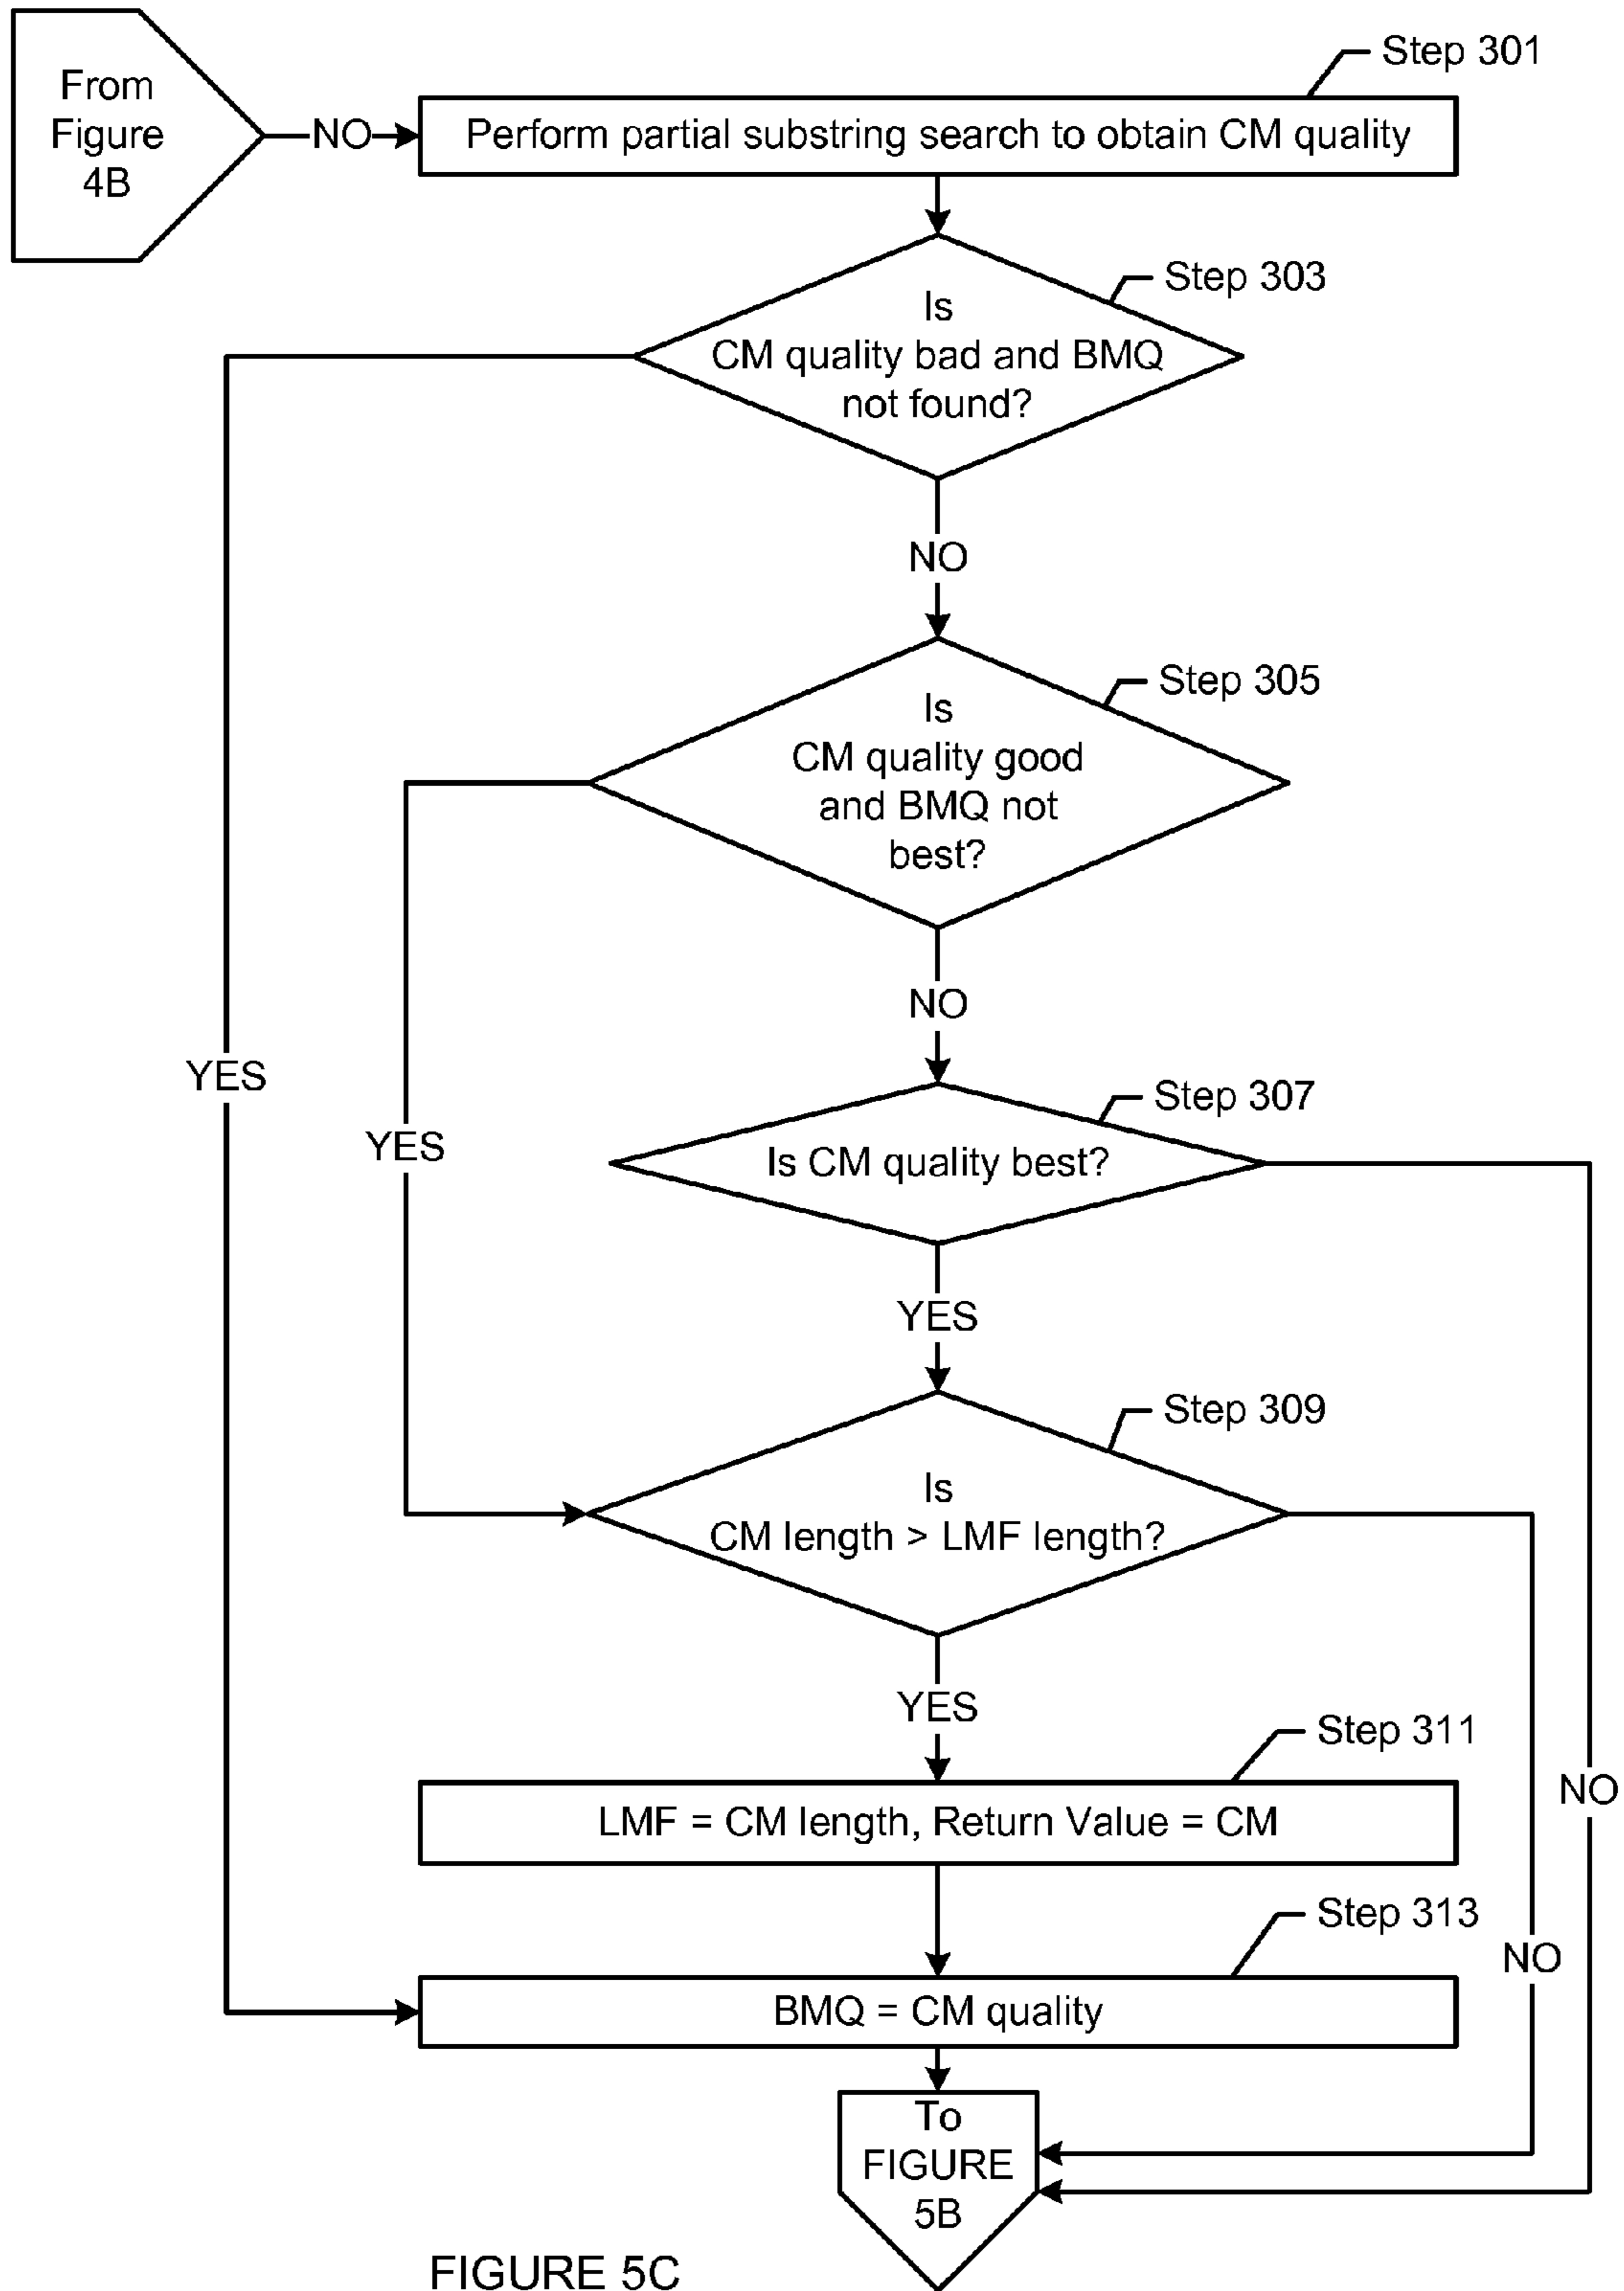 From
Figure
4B
NO
Step 301
Perform partial substring search to obtain CM quality
Step 303
Is
CM quality bad and BMQ
not found?
NO
Step 305
Is
CM quality good
and BMQ not
best?
NO
YES
YES
Step 307
Is CM quality best?
YES
Step 309
Is
CM length > LMF length?
YES
Step 311
LMF = CM length, Return Value = CM
NO
Step 313
NO
BMQ = CM quality
To
FIGURE
5B
FIGURE 5C